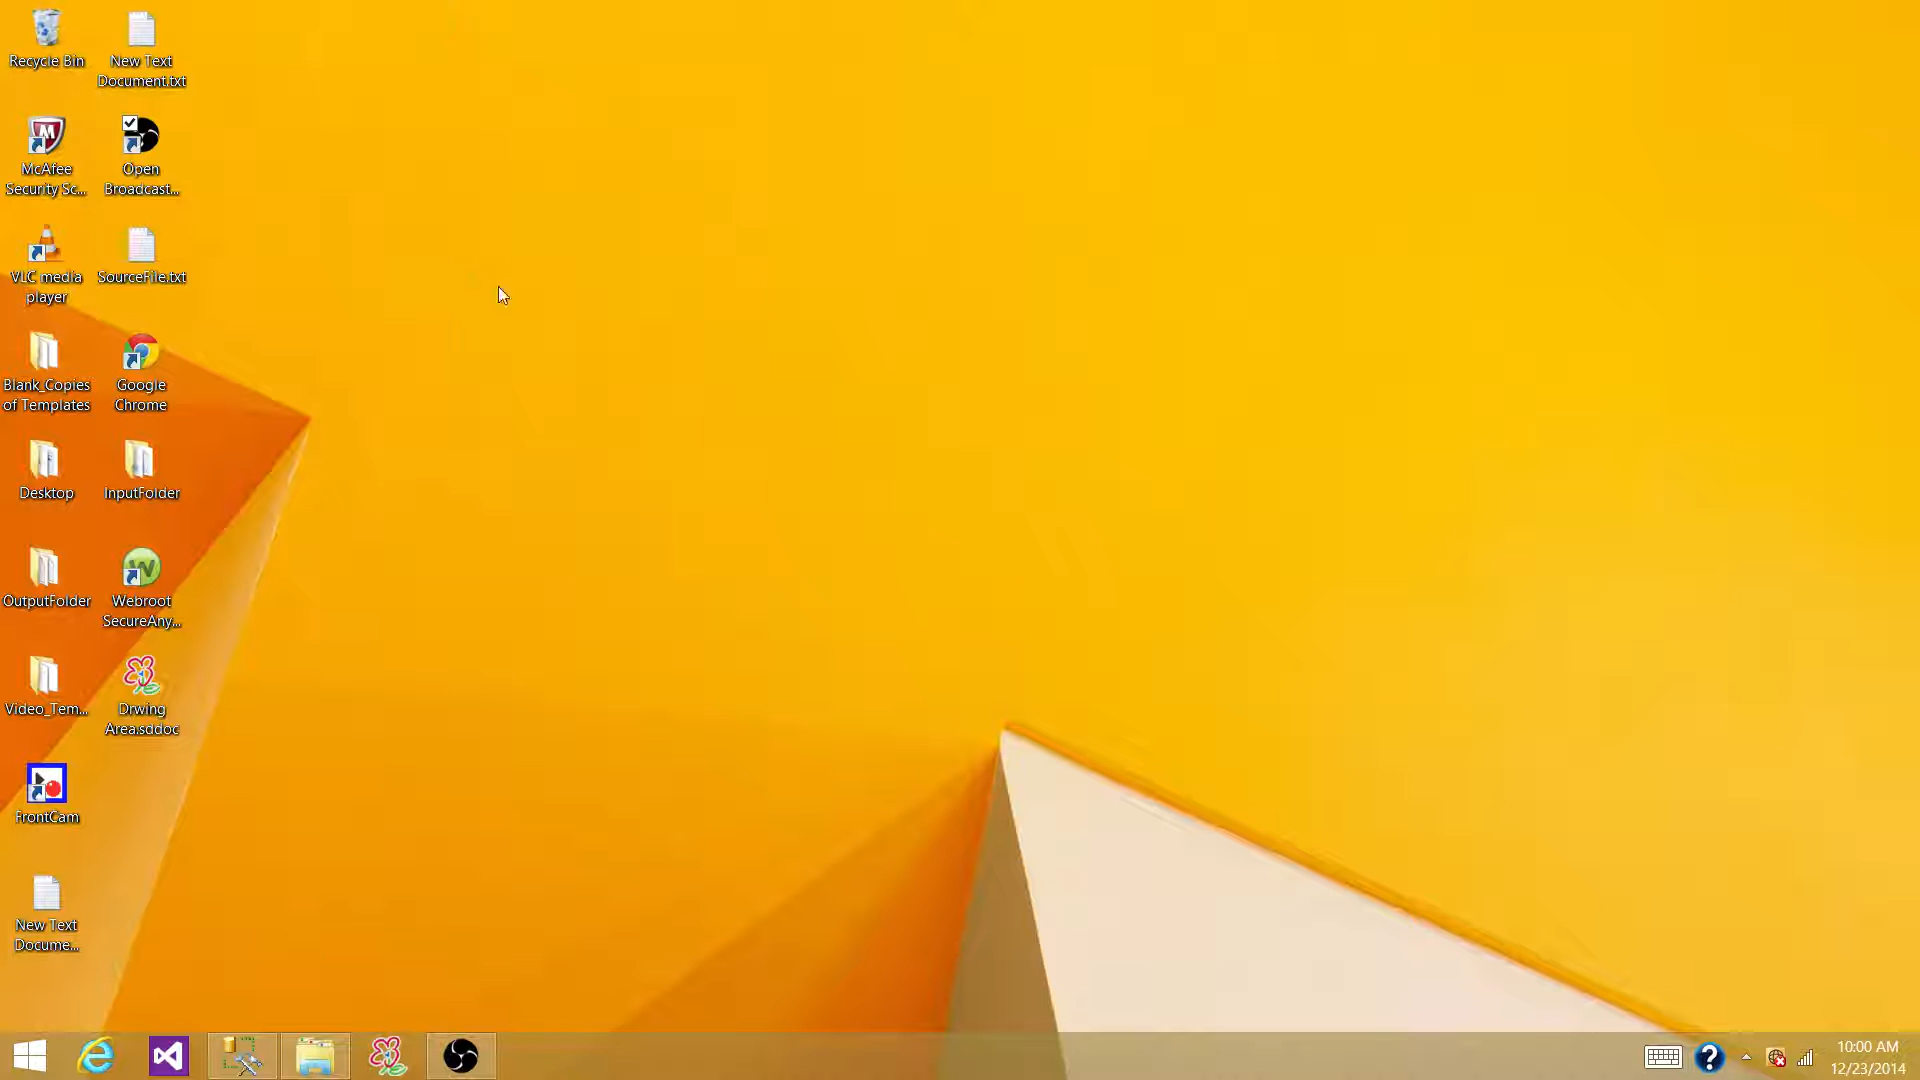 Recycle Bin
New Text
Document.txt
McAfee
Security Sc...
Open
Broadcast...
VLC media
player
SourceFile.txt
Blank_Copies
of Templates
Google
Chrome
Desktop
InputFolder
OutputFolder
Webroot
SecureAny...
Video_Tem...
Drwing
Area.sddoc
FrontCam
New Text
Docume...
10:00 AM
12/23/2014